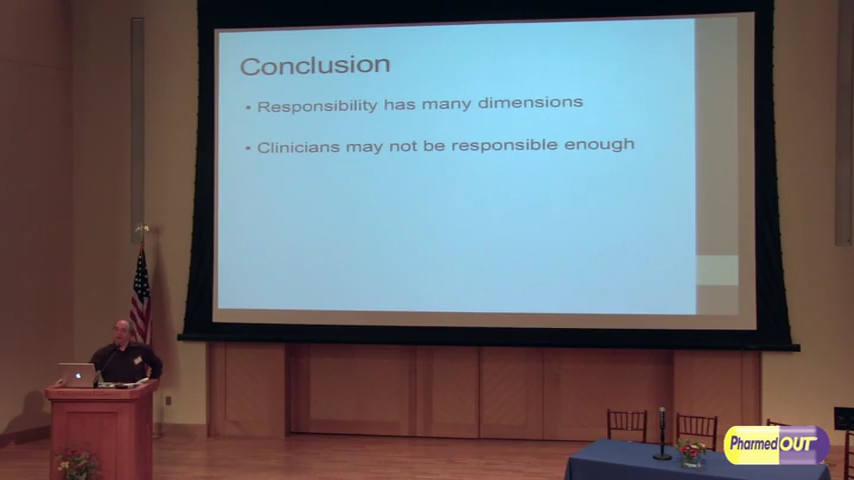 Conclusion
• Responsibility has many dimensions
• Clinicians may not be responsible enough
PharmedOUT